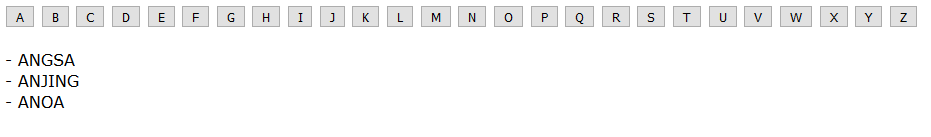 A B C D E F G H I J K L M N O P Q R S T U V W X Y Z
- ANGSA
- ANJING
- ANOA